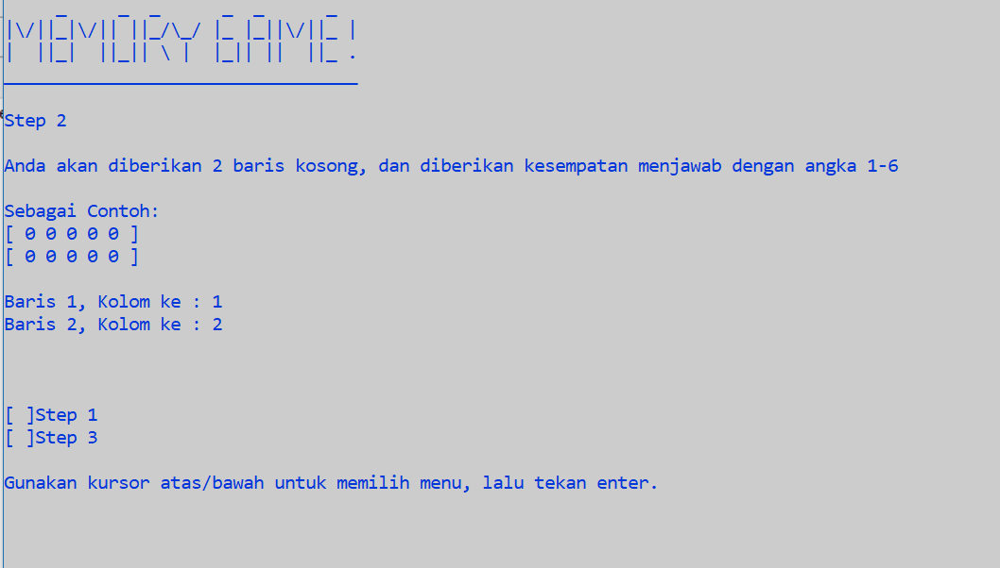 MEMORY GAME!
Step 2
Anda akan diberikan 2 baris kosong, dan diberikan kesempatan menjawab dengan angka 1-6
Sebagai Contoh:
[ 0 0 0 0 0 ]
[ 0 0 0 0 0 ]
Baris 1, Kolom ke : 1
Baris 2, Kolom ke : 2
[ ]Step 1
[ ]Step 3
Gunakan kursor atas/bawah untuk memilih menu, lalu tekan enter.